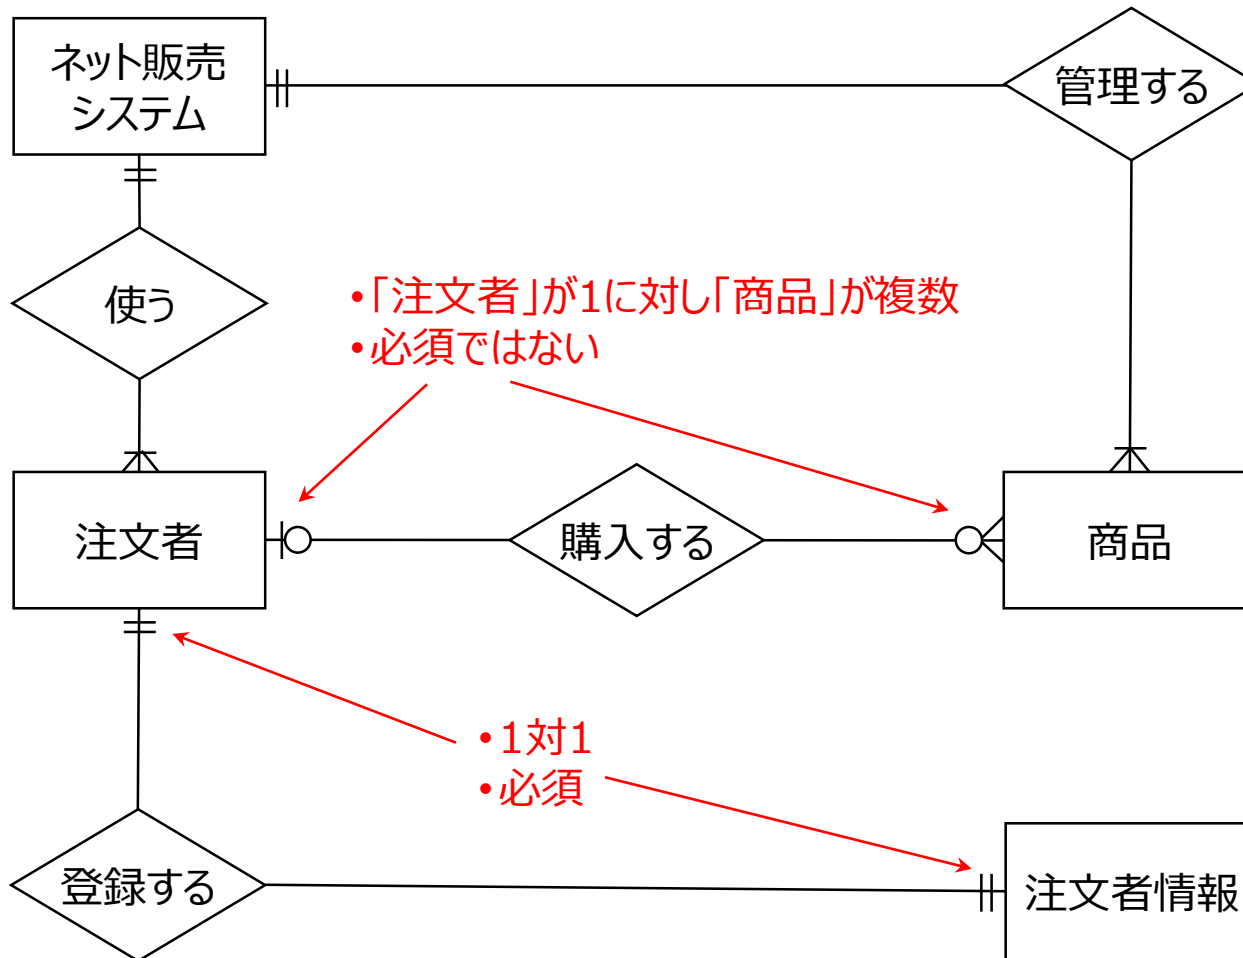 ネット販売
システム
管理する
使う
•「注文者」が1に対し「商品」が複数
•必須ではない
注文者
購入する
商品
•1対1
•必須
登録する
注文者情報